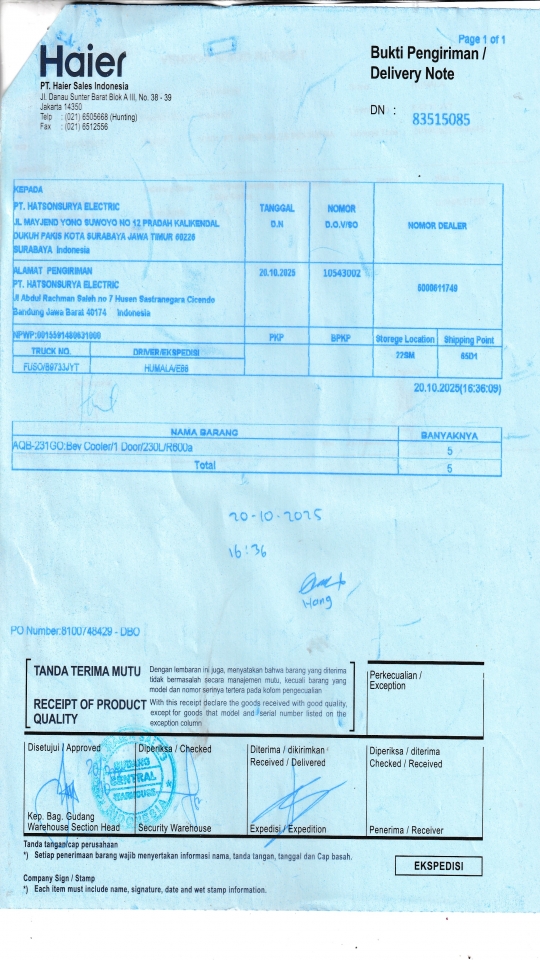 Page 1 of 1
Haier
PT. Haier Sales Indonesia
Jl. Danau Sunter Barat Blok A III, No. 38 - 39
Jakarta 14350
Telp : (021) 6505668 (Hunting)
Fax : (021) 6512556
Bukti Pengiriman /
Delivery Note
DN :
83515085
KEPADA
PT. HATSONSURYA ELECTRIC
JL MAYJEND YONO SUWOYO NO 12 PRADAH KALIKENDAL
DUKUH PAKIS KOTA SURABAYA JAWA TIMUR 60226
SURABAYA Indonesia
TANGGAL
D.N
NOMOR
D.O.V/SO
NOMOR DEALER
ALAMAT PENGIRIMAN
PT. HATSONSURYA ELECTRIC
Jl Abdul Rachman Saleh no 7 Husen Sastranegara Cicendo
Bandung Jawa Barat 40174 Indonesia
20.10.2025
10543002
6000611749
NPWP:0015591480631000
PKP
BPKP
Storege Location
Shipping Point
TRUCK NO.
DRIVER/EKSPEDISI
22SM
65D1
FUSO/B9733JYT
HUMALA/EBS
20.10.2025(16:36:09)
NAMA BARANG
BANYAKNYA
AQB-231GO:Bev Cooler/1 Door/230L/R600a
5
Total
5
20-10-2025
16:36
Hong
PO Number:8100748429 - DBO
TANDA TERIMA MUTU
Dengan lembaran ini juga, menyatakan bahwa barang yang diterima
tidak bermasalah secara manajemen mutu, kecuali barang yang
model dan nomor serinya tertera pada kolom pengecualian
RECEIPT OF PRODUCT
QUALITY
With this receipt declare the goods received with good quality,
except for goods that model and serial number listed on the
exception column
Perkecualian /
Exception
Disetujui / Approved
Diperiksa / Checked
Diterima / dikirimkan
Received / Delivered
Diperiksa / diterima
Checked / Received
GUDANG
CENTRAL
WAREHOUSE
INDONESIA
Kep. Bag. Gudang
Warehouse Section Head
Security Warehouse
Expedisi / Expedition
Penerima / Receiver
Tanda tangan/cap perusahaan
*) Setiap penerimaan barang wajib menyertakan informasi nama, tanda tangan, tanggal dan Cap basah.
EKSPEDISI
Company Sign / Stamp
*) Each item must include name, signature, date and wet stamp information.